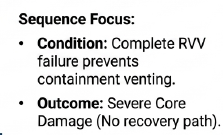 Sequence Focus:
• Condition: Complete RVV
failure prevents
containment venting.
• Outcome: Severe Core
Damage (No recovery path).